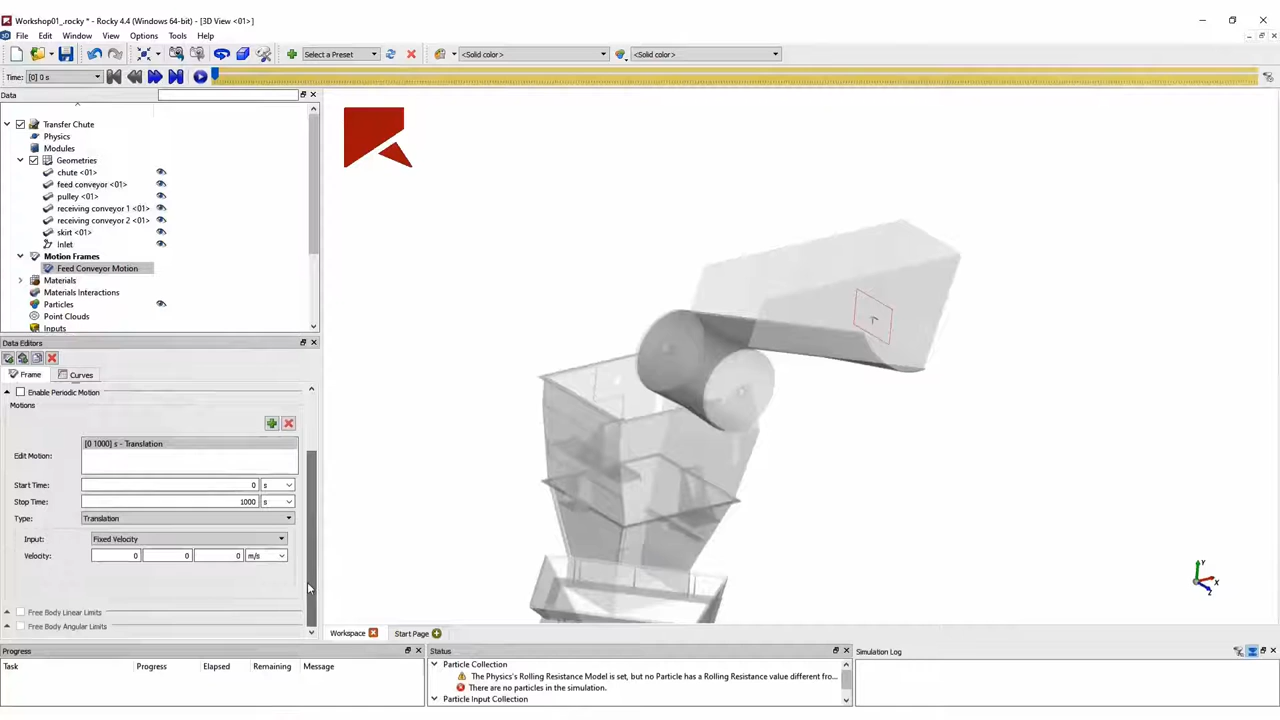 Workshop01_.rocky * - Rocky 4.4 (Windows 64-bit) - [3D View <01>]
File Edit Window View Options Tools Help
Select a Preset <Solid color> <Solid color>
Time: [0] 0 s
Data
Transfer Chute
Physics
Modules
Geometries
chute <01>
feed conveyor <01>
pulley <01>
receiving conveyor 1 <01>
receiving conveyor 2 <01>
skirt <01>
Inlet
Motion Frames
Feed Conveyor Motion
Materials
Materials Interactions
Particles
Point Clouds
Inputs
Data Editors
Frame Curves
Enable Periodic Motion
Motions
[0 1000] s - Translation
Edit Motion:
Start Time: 0 s
Stop Time: 1000 s
Type: Translation
Input: Fixed Velocity
Velocity: 0 0 0 m/s
Free Body Linear Limits
Free Body Angular Limits
Y
X
Z
Workspace Start Page
Progress
Task Progress Elapsed Remaining Message
Status
Particle Collection
The Physics's Rolling Resistance Model is set, but no Particle has a Rolling Resistance value different fro...
There are no particles in the simulation.
Particle Input Collection
Simulation Log